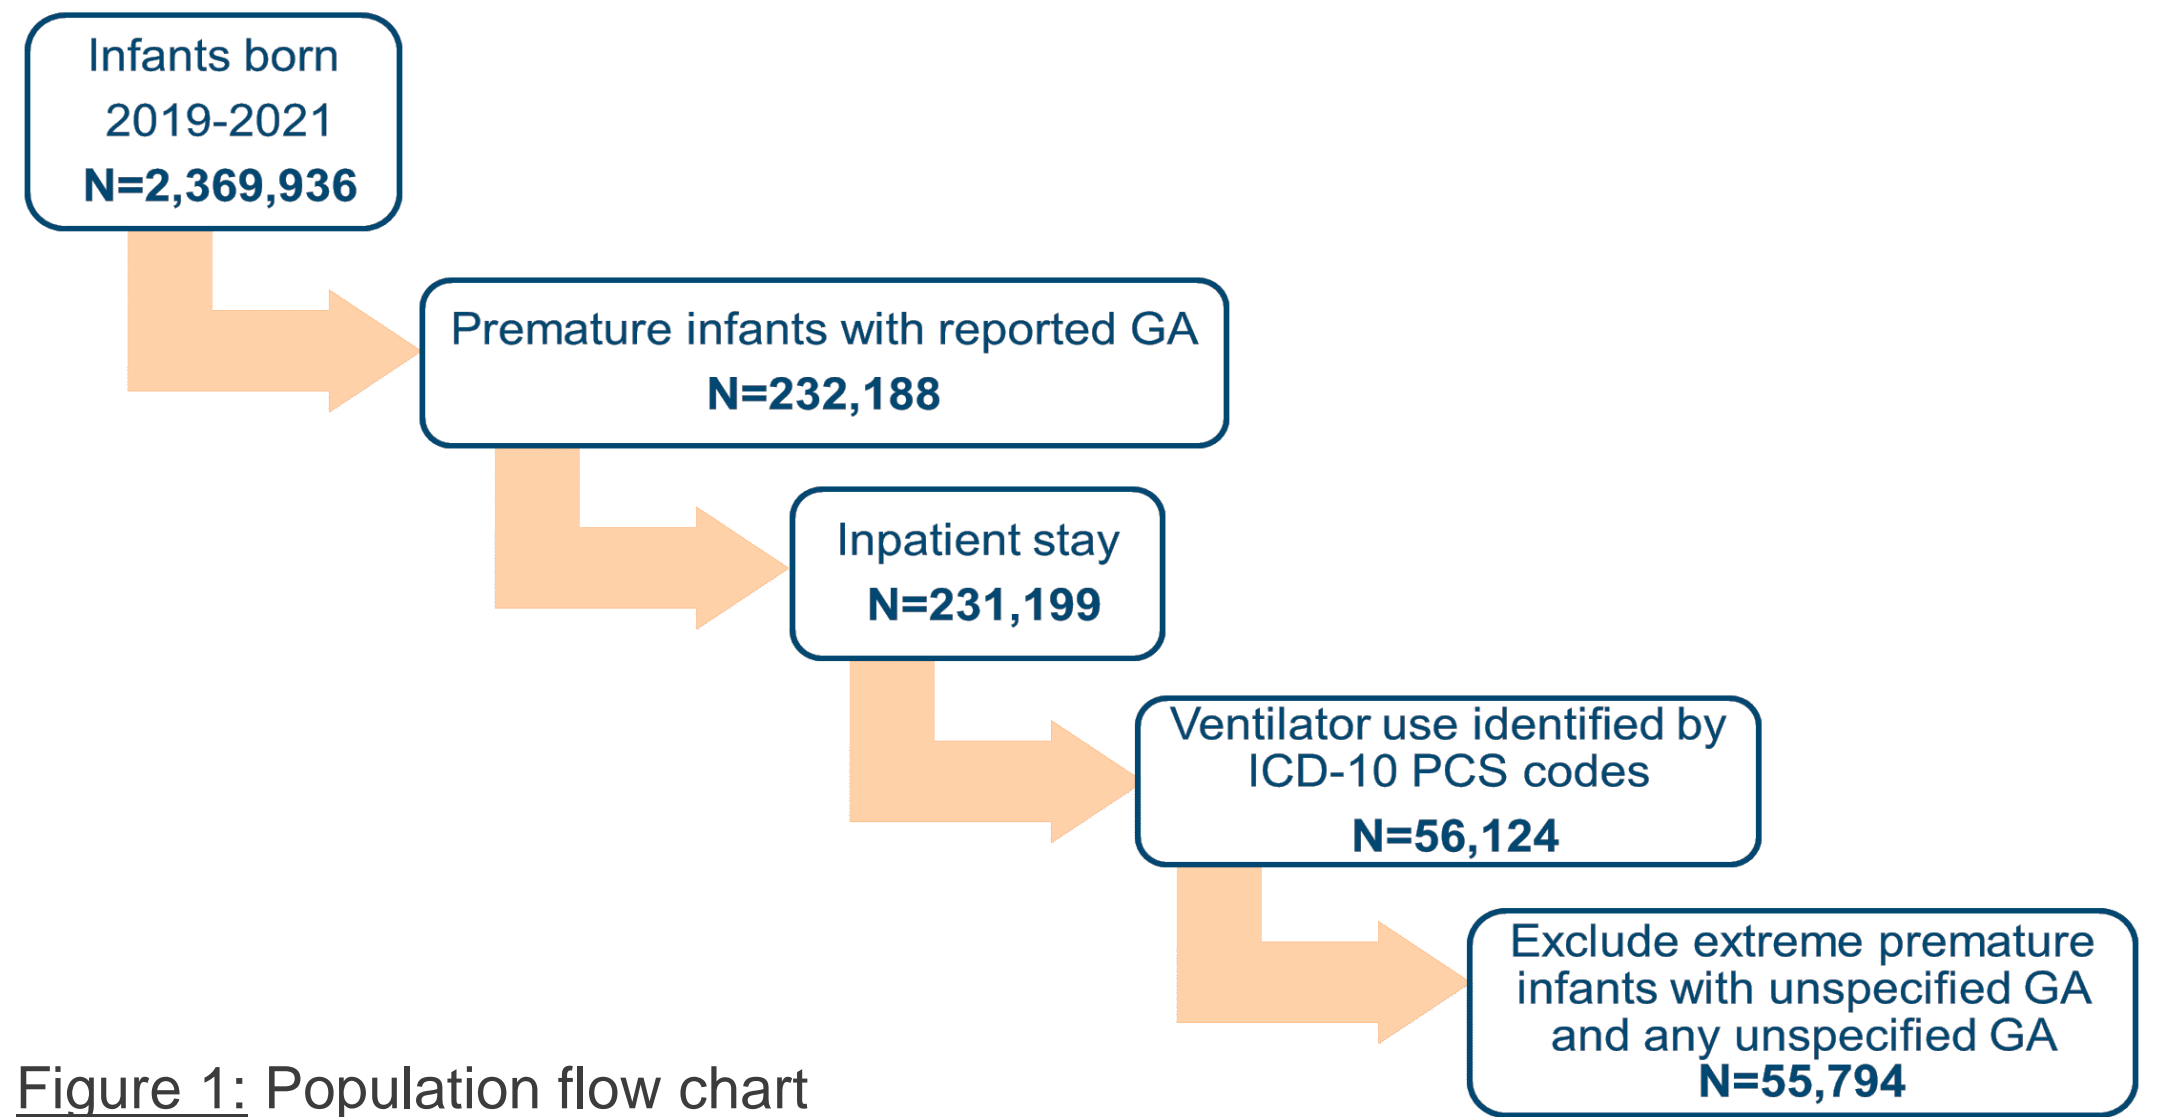 Infants born
2019-2021
N=2,369,936
Premature infants with reported GA
N=232,188
Inpatient stay
N=231,199
Ventilator use identified by
ICD-10 PCS codes
N=56,124
Exclude extreme premature
infants with unspecified GA
and any unspecified GA
N=55,794
Figure 1: Population flow chart